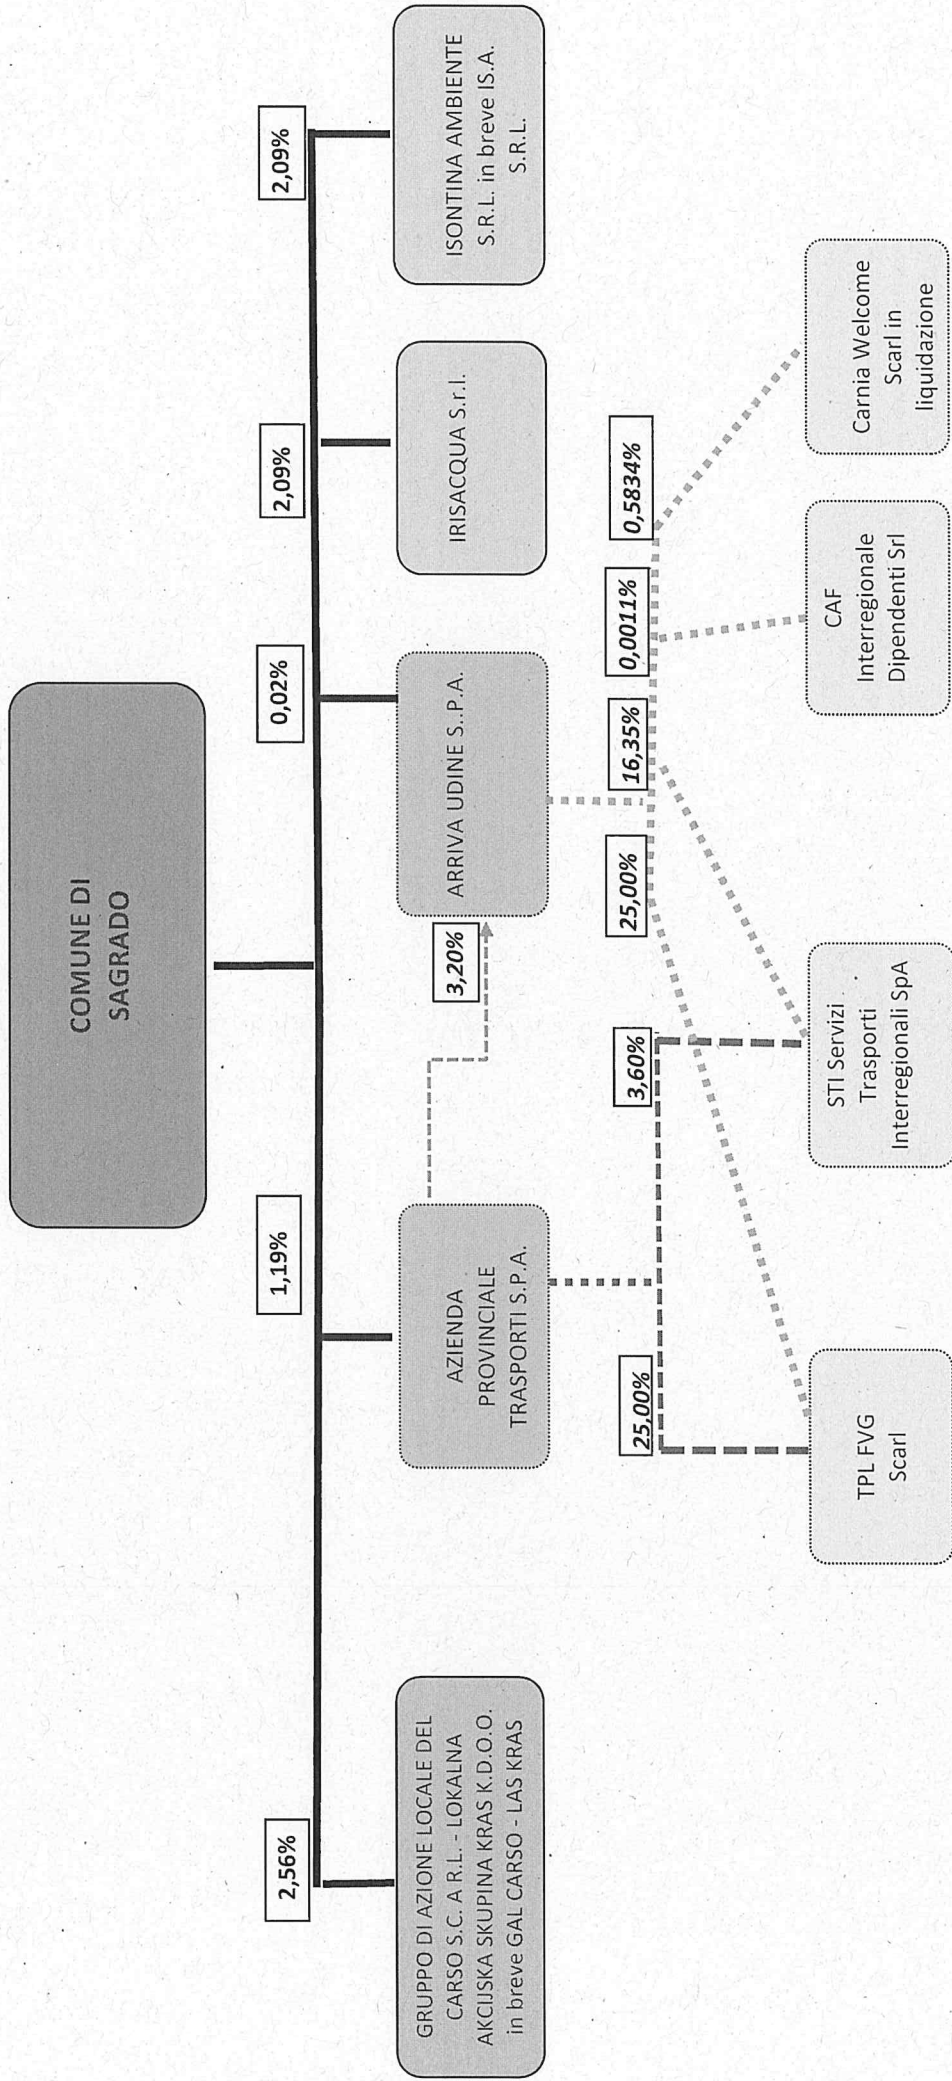 COMUNE DI
SAGRADO
2,56%
1,19%
0,02%
2,09%
2,09%
GRUPPO DI AZIONE LOCALE DEL
CARSO S.C. A R.L. - LOKALNA
AKCIJSKA SKUPINA KRAS K.D.O.O.
in breve GAL CARSO - LAS KRAS
AZIENDA
PROVINCIALE
TRASPORTI S.P.A.
3,20%
ARRIVA UDINE S..P.A.
IRISACQUA S.r.l.
ISONTINA AMBIENTE
S.R.L. in breve IS.A.
S.R.L.
25,00%
3,60%
25,00%
16,35%
0,0011%
0,5834%
TPL FVG
Scarl
STI Servizi
Trasporti
Interregionali SpA
CAF
Interregionale
Dipendenti Srl
Carnia Welcome
Scarl in
liquidazione